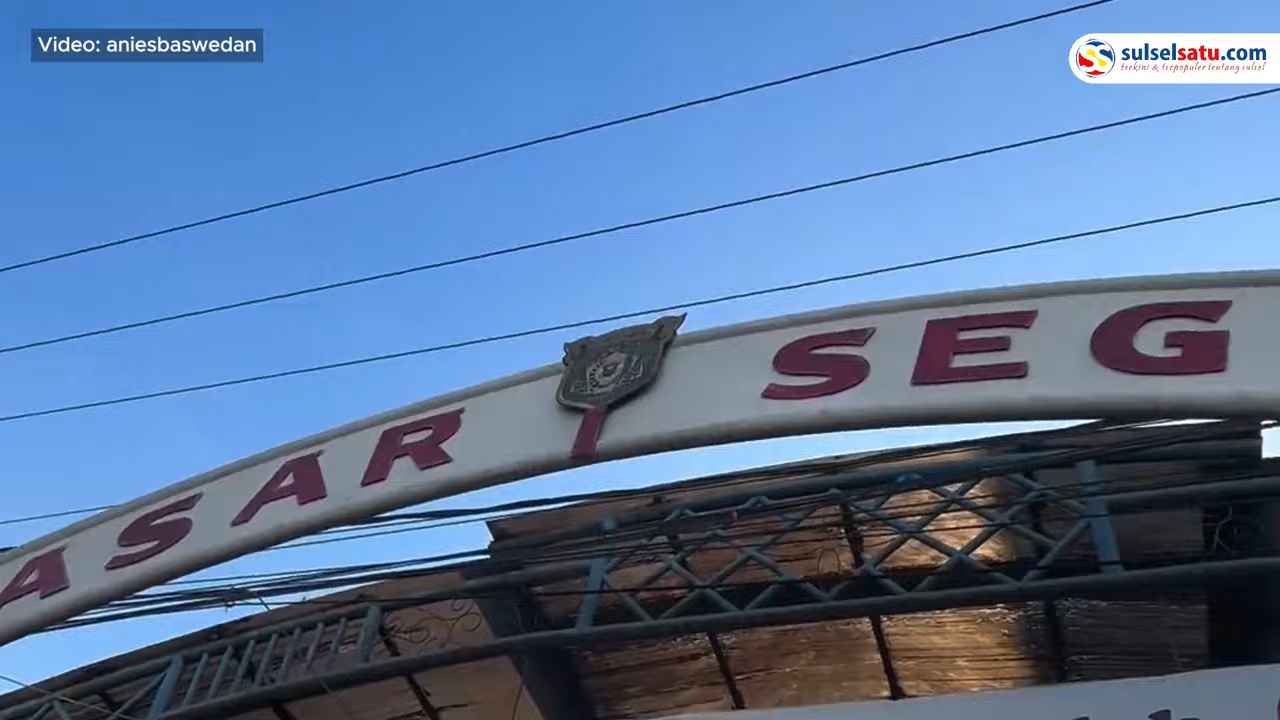 Video: aniesbaswedan
sulselsatu.com
terkini & terpopuler tentang sulsel
ASAR SEG